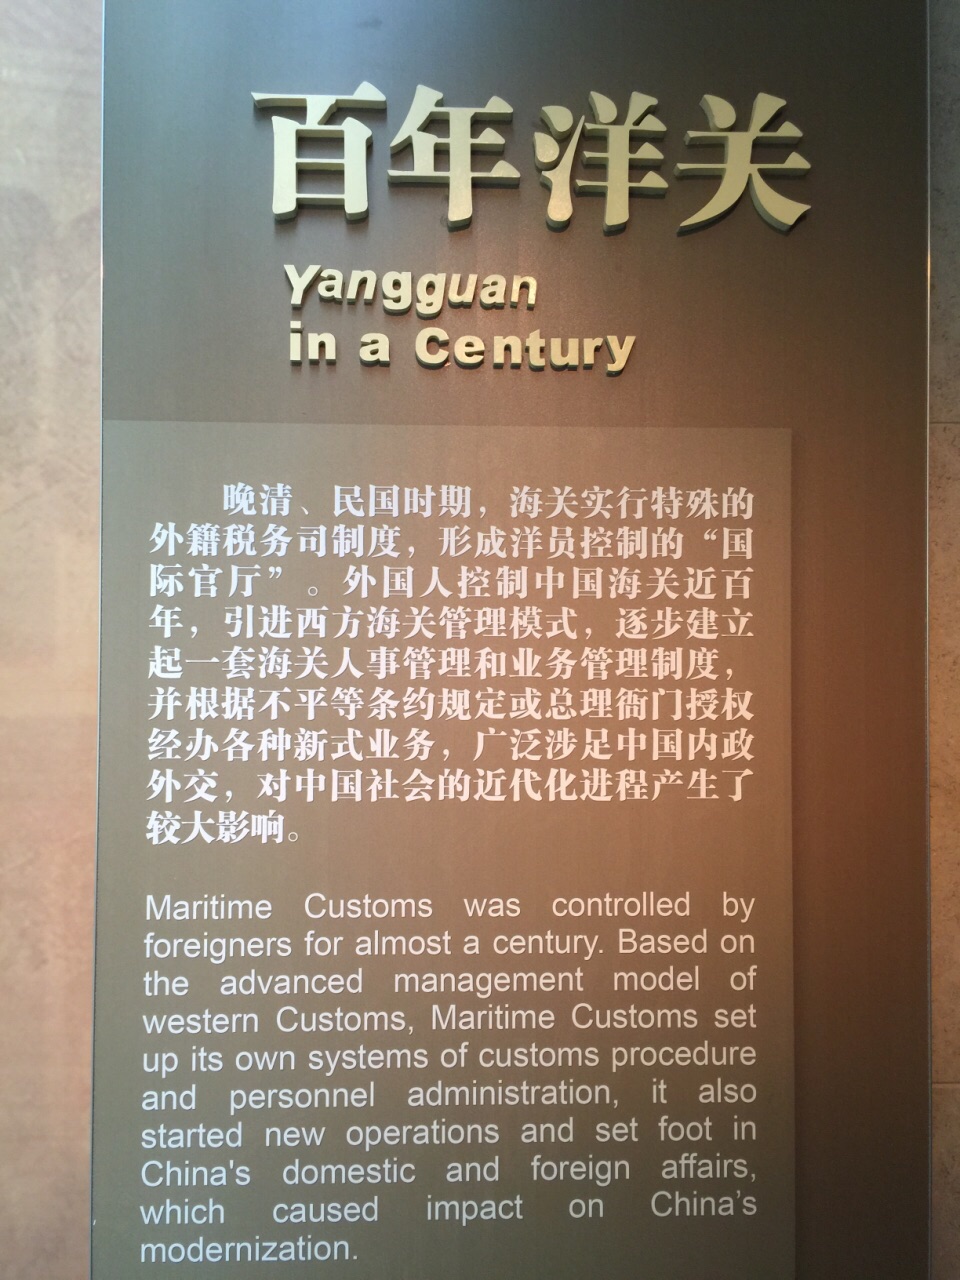 百年洋关
Yangguan
in a Century
晚清、民国时期，海关实行特殊的
外籍税务司制度，形成洋员控制的“国
际官厅”。外国人控制中国海关近百
年，引进西方海关管理模式，逐步建立
起一套海关人事管理和业务管理制度，
并根据不平等条约规定或总理衙门授权
经办各种新式业务，广泛涉足中国内政
外交，对中国社会的近代化进程产生了
较大影响。
Maritime Customs was controlled by
foreigners for almost a century. Based on
the advanced management model of
western Customs, Maritime Customs set
up its own systems of customs procedure
and personnel administration, it also
started new operations and set foot in
China's domestic and foreign affairs,
which caused impact on China’s
modernization.